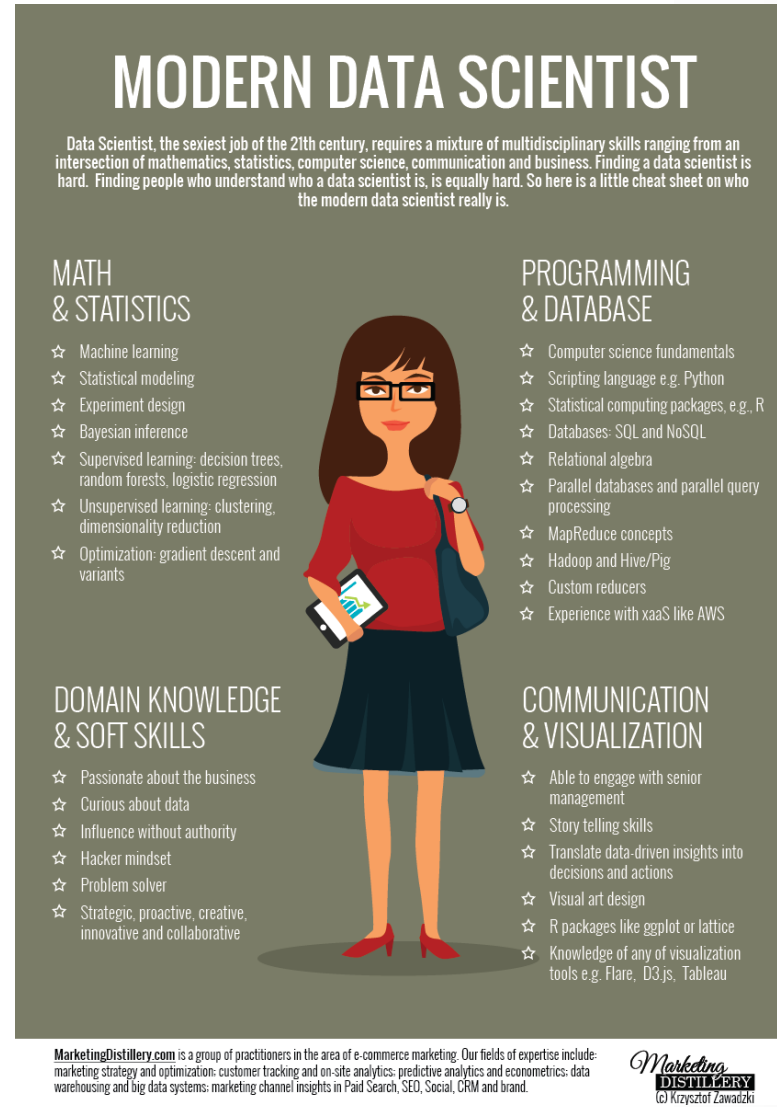 MODERN DATA SCIENTIST
Data Scientist, the sexiest job of the 21th century, requires a mixture of multidisciplinary skills ranging from an
intersection of mathematics, statistics, computer science, communication and business. Finding a data scientist is
hard. Finding people who understand who a data scientist is, is equally hard. So here is a little cheat sheet on who
the modern data scientist really is.
MATH
& STATISTICS
Machine learning
Statistical modeling
Experiment design
Bayesian inference
Supervised learning: decision trees,
random forests, logistic regression
Unsupervised learning: clustering,
dimensionality reduction
Optimization: gradient descent and
variants
PROGRAMMING
& DATABASE
Computer science fundamentals
Scripting language e.g. Python
Statistical computing packages, e.g., R
Databases: SQL and NoSQL
Relational algebra
Parallel databases and parallel query
processing
MapReduce concepts
Hadoop and Hive/Pig
Custom reducers
Experience with xaaS like AWS
DOMAIN KNOWLEDGE
& SOFT SKILLS
Passionate about the business
Curious about data
Influence without authority
Hacker mindset
Problem solver
Strategic, proactive, creative,
innovative and collaborative
COMMUNICATION
& VISUALIZATION
Able to engage with senior
management
Story telling skills
Translate data-driven insights into
decisions and actions
Visual art design
R packages like ggplot or lattice
Knowledge of any of visualization
tools e.g. Flare, D3.js, Tableau
MarketingDistillery.com is a group of practitioners in the area of e-commerce marketing. Our fields of expertise include:
marketing strategy and optimization; customer tracking and on-site analytics; predictive analytics and econometrics; data
warehousing and big data systems; marketing channel insights in Paid Search, SEO, Social, CRM and brand.
Marketing
DISTILLERY
(c) Krzysztof Zawadzki